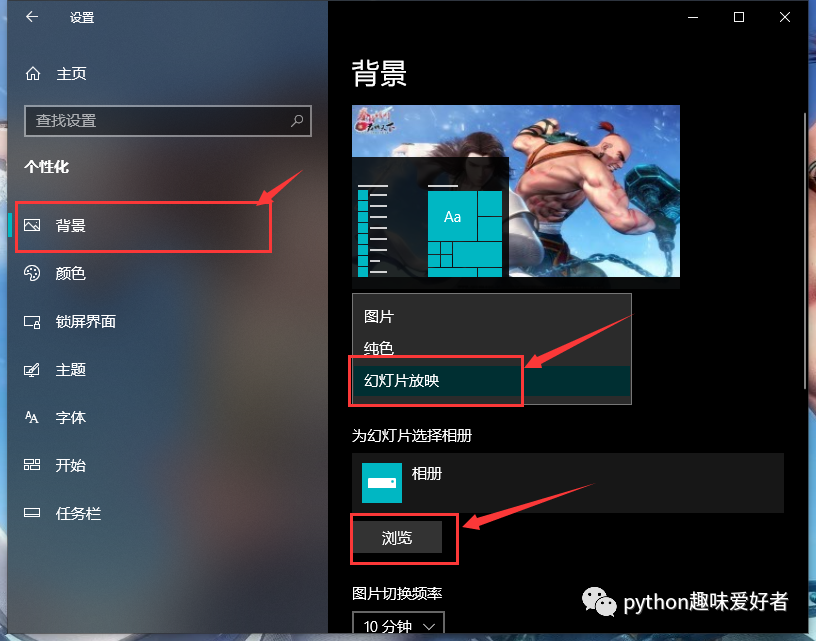 设置
主页
查找设置
个性化
背景
颜色
锁屏界面
主题
字体
开始
任务栏
背景
Aa
图片
纯色
幻灯片放映
为幻灯片选择相册
相册
浏览
图片切换频率
10 分钟
python趣味爱好者